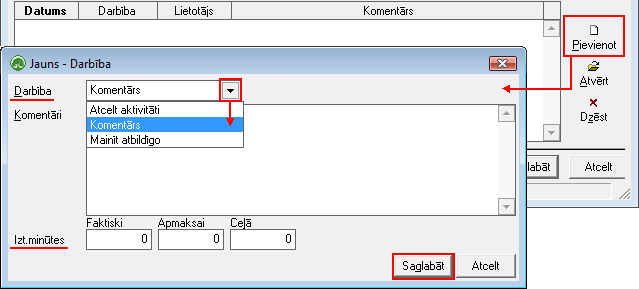 Datums Darbība Lietotājs Komentārs
Pievienot
Atvērt
Dzēst
Jauns - Darbība
Darbība Komentārs
Atcelt aktivitāti
Komentāri Komentārs
Mainīt atbildīgo
labāt Atcelt
Faktiski Apmaksai Ceļā
Izt.minūtes 0 0 0
Saglabāt Atcelt